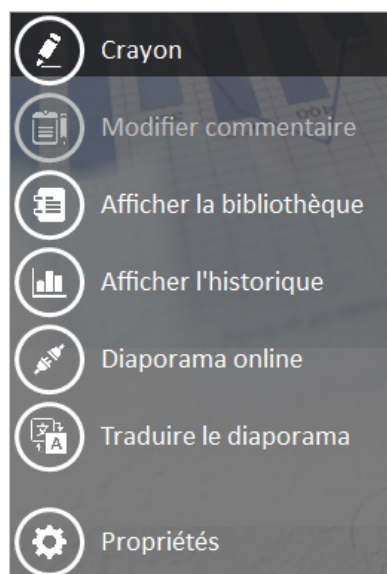 Crayon
Modifier commentaire
Afficher la bibliothèque
Afficher l'historique
Diaporama online
Traduire le diaporama
Propriétés